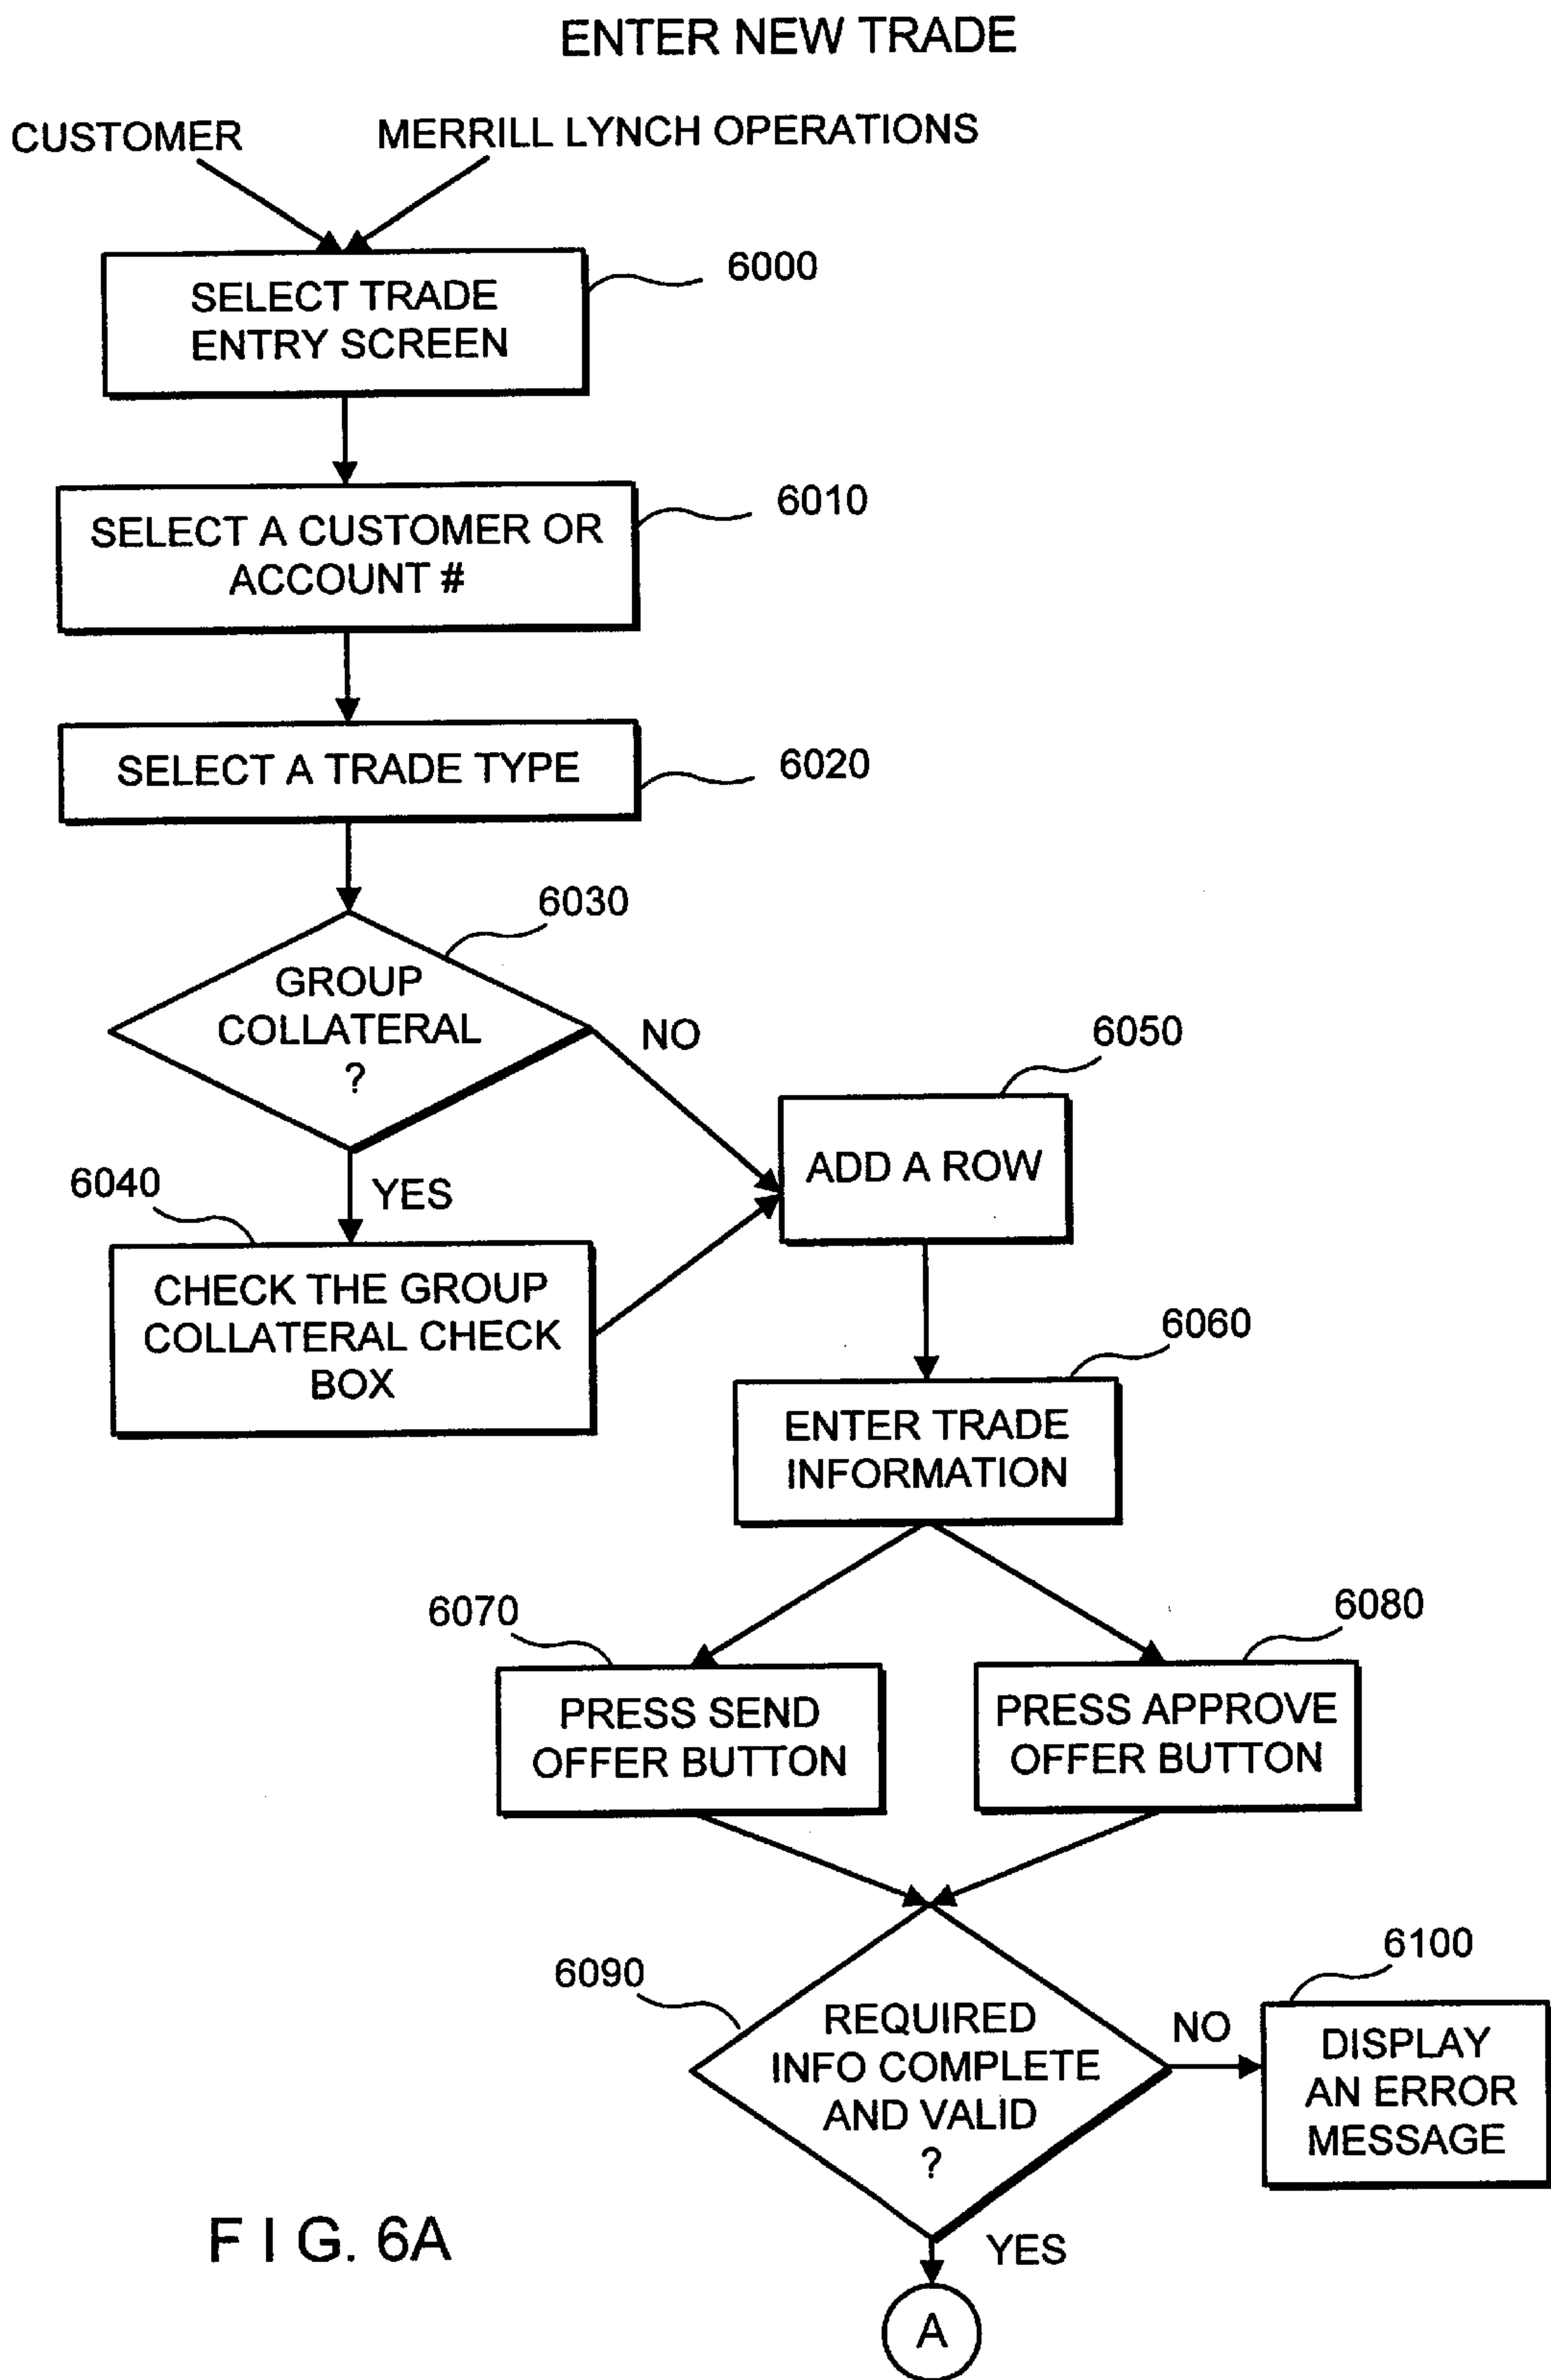 ENTER NEW TRADE
CUSTOMER
MERRILL LYNCH OPERATIONS
6000
SELECT TRADE
ENTRY SCREEN
6010
SELECT A CUSTOMER OR
ACCOUNT #
SELECT A TRADE TYPE
6020
6030
GROUP
COLLATERAL
?
NO
6050
ADD A ROW
6040
YES
CHECK THE GROUP
COLLATERAL CHECK
BOX
6060
ENTER TRADE
INFORMATION
6070
6080
PRESS SEND
OFFER BUTTON
PRESS APPROVE
OFFER BUTTON
6090
6100
REQUIRED
INFO COMPLETE
AND VALID
?
NO
DISPLAY
AN ERROR
MESSAGE
YES
A
FIG. 6A